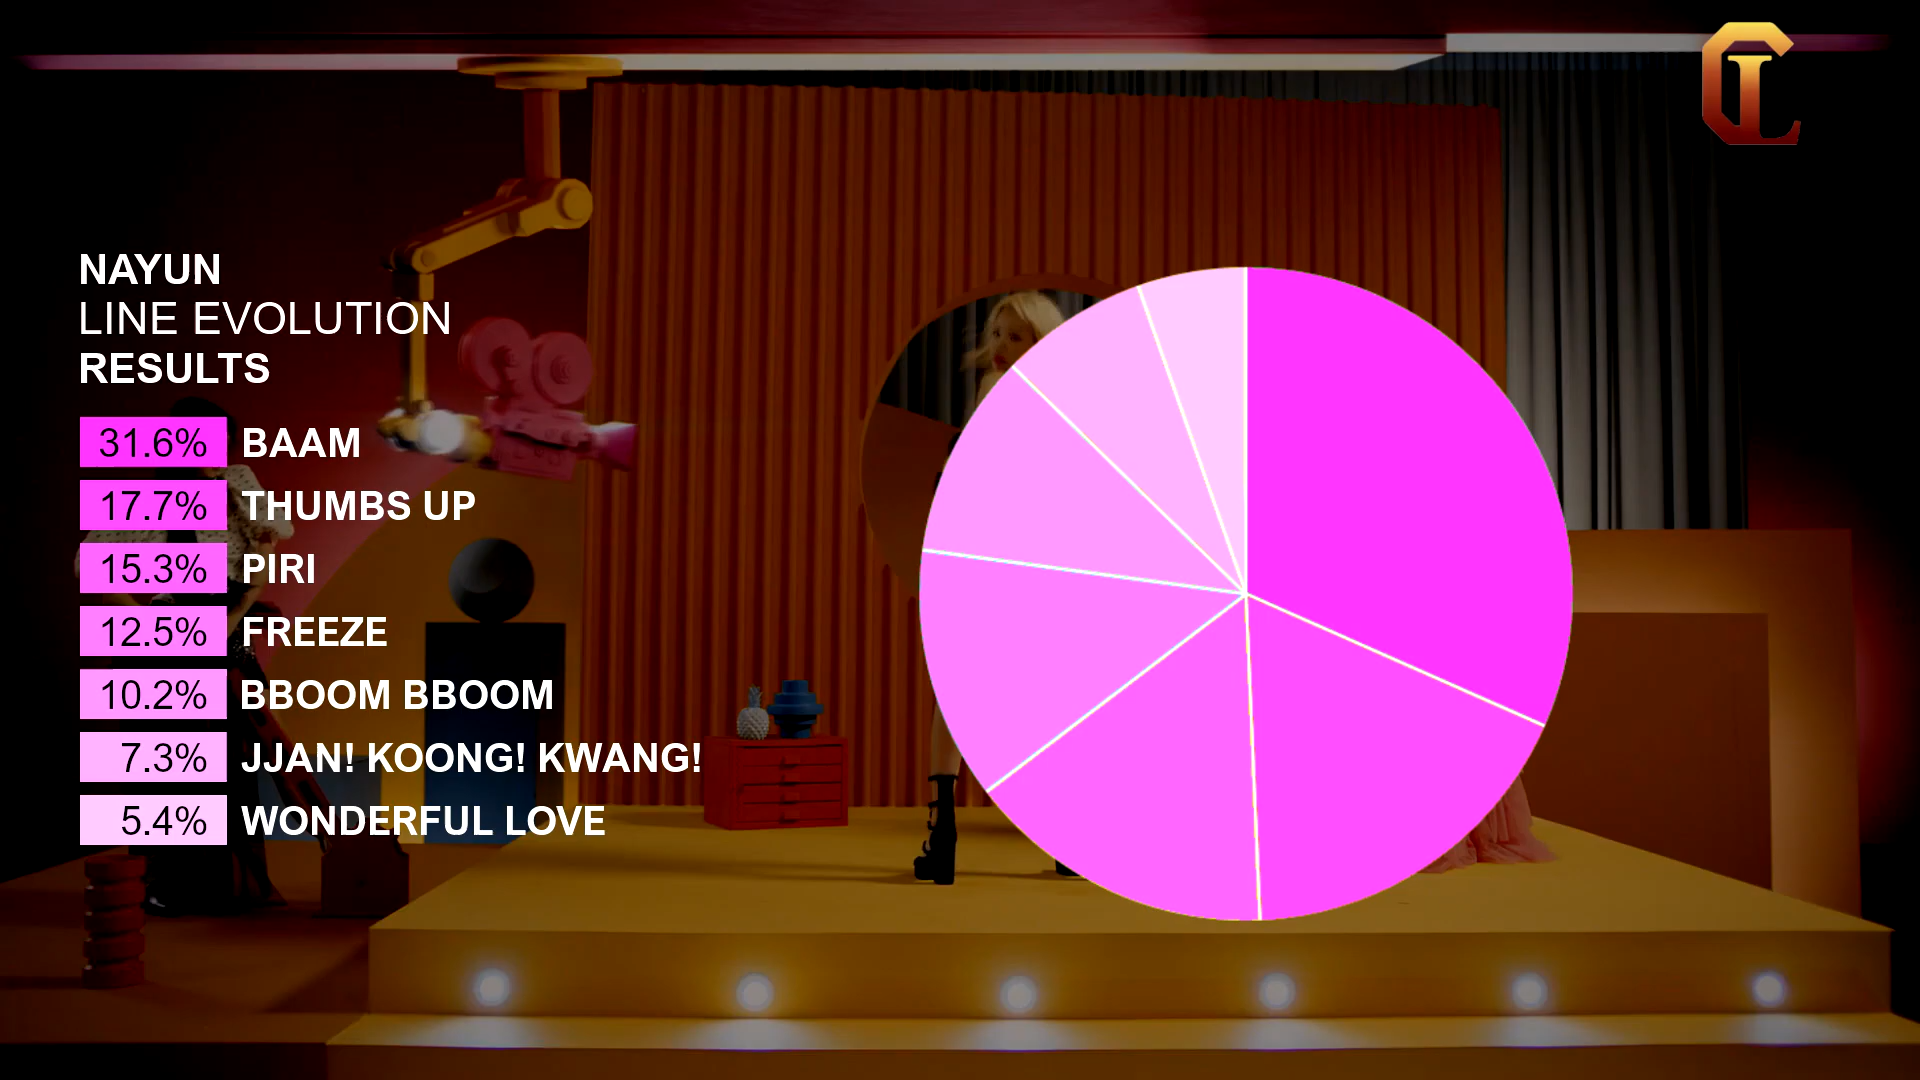 NAYUN
LINE EVOLUTION
RESULTS
31.6% BAAM
17.7% THUMBS UP
15.3% PIRI
12.5% FREEZE
10.2% BBOOM BBOOM
7.3% JJAN! KOONG! KWANG!
5.4% WONDERFUL LOVE
CL